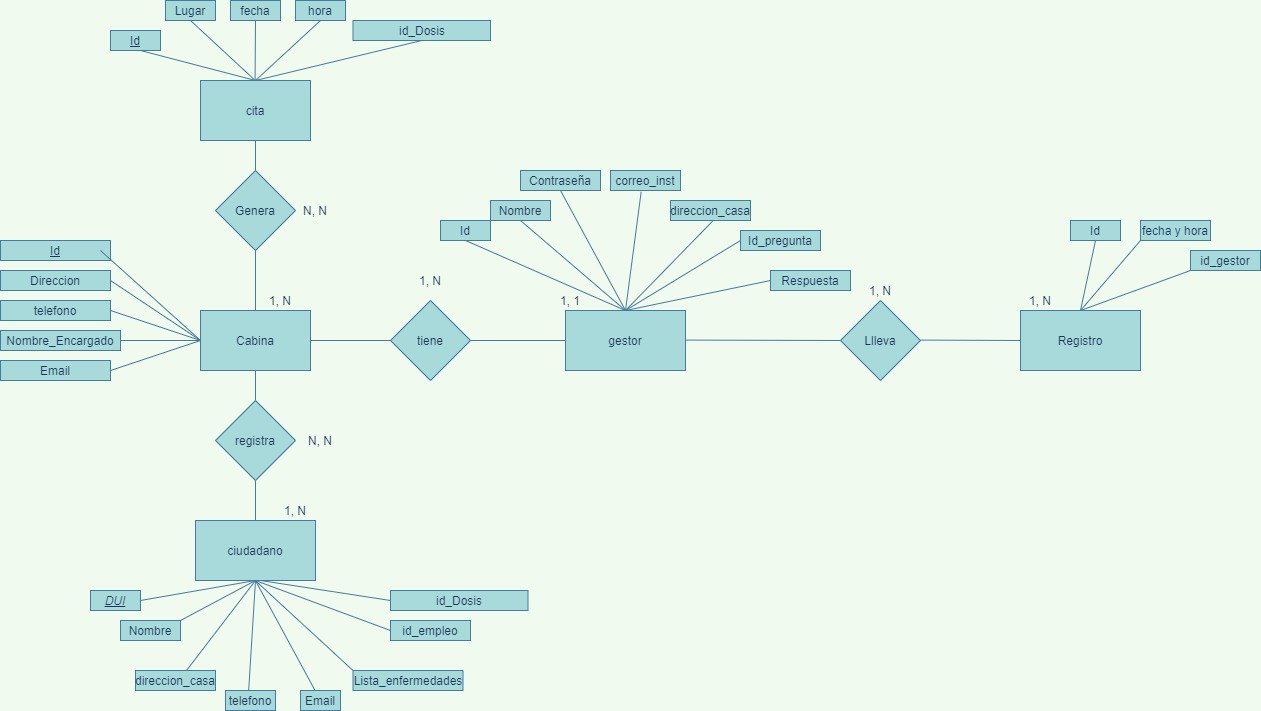 Lugar
fecha
hora
id_Dosis
Id
cita
Genera
N, N
Contraseña
correo_inst
Nombre
direccion_casa
Id
Id_pregunta
Respuesta
Id
fecha y hora
id_gestor
Id
Direccion
telefono
Nombre_Encargado
Email
1, N
Cabina
1, N
tiene
1, 1
gestor
1, N
Llleva
1, N
Registro
registra
N, N
1, N
ciudadano
DUI
id_Dosis
Nombre
id_empleo
direccion_casa
Lista_enfermedades
telefono
Email